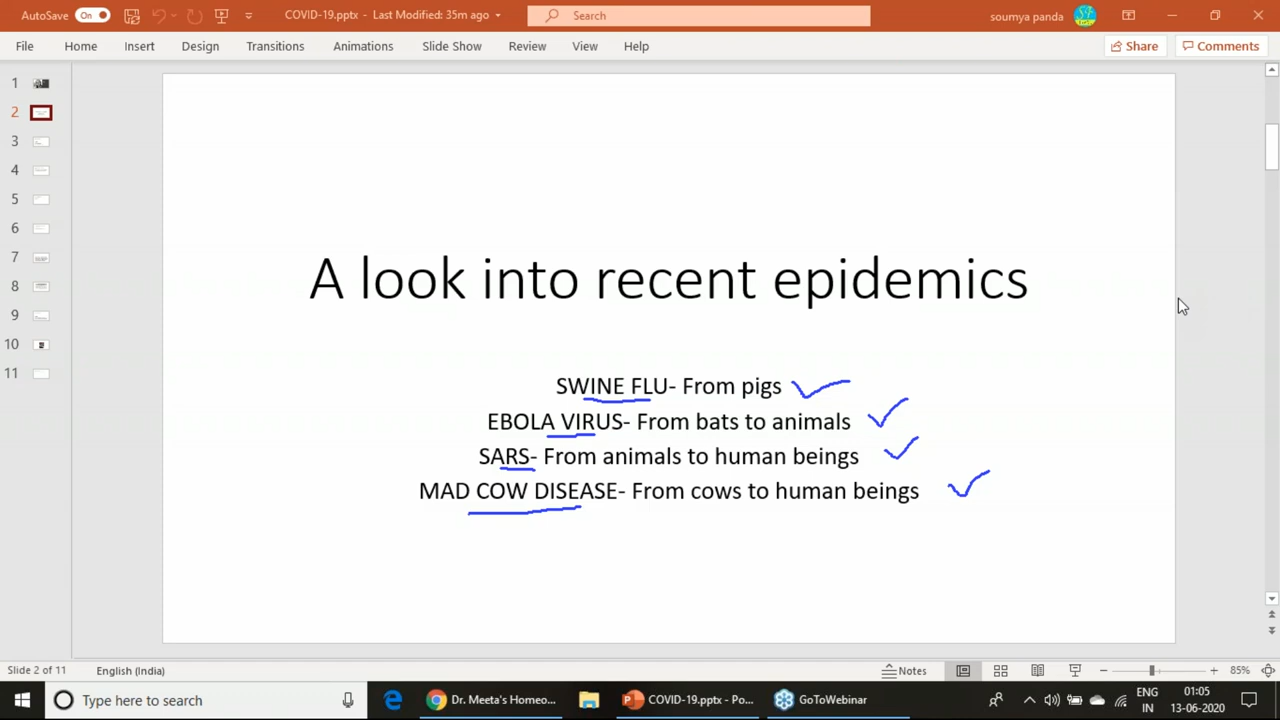 AutoSave On COVID-19.pptx - Last Modified: 35m ago Search soumya panda
File Home Insert Design Transitions Animations Slide Show Review View Help Share Comments
1
2
3
4
5
6
7
8
9
10
11
A look into recent epidemics
SWINE FLU- From pigs
EBOLA VIRUS- From bats to animals
SARS- From animals to human beings
MAD COW DISEASE- From cows to human beings
Slide 2 of 11 English (India) Notes 85%
Type here to search Dr. Meeta's Homeo... COVID-19.pptx - Po... GoToWebinar ENG 01:05
IN 13-06-2020